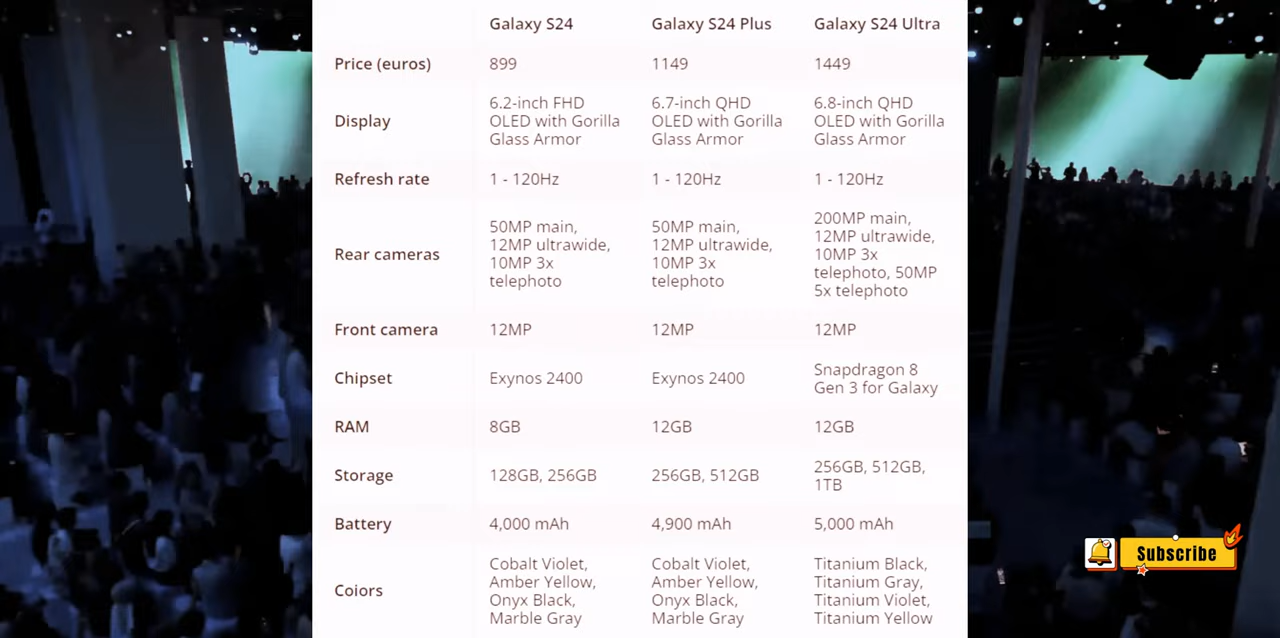 Galaxy S24 Galaxy S24 Plus Galaxy S24 Ultra
Price (euros) 899 1149 1449
Display
6.2-inch FHD
OLED with Gorilla
Glass Armor
6.7-inch QHD
OLED with Gorilla
Glass Armor
6.8-inch QHD
OLED with Gorilla
Glass Armor
Refresh rate 1 - 120Hz 1 - 120Hz 1 - 120Hz
Rear cameras
50MP main,
12MP ultrawide,
10MP 3x
telephoto
50MP main,
12MP ultrawide,
10MP 3x
telephoto
200MP main,
12MP ultrawide,
10MP 3x
telephoto, 50MP
5x telephoto
Front camera 12MP 12MP 12MP
Chipset Exynos 2400 Exynos 2400
Snapdragon 8
Gen 3 for Galaxy
RAM 8GB 12GB 12GB
Storage 128GB, 256GB 256GB, 512GB
256GB, 512GB,
1TB
Battery 4,000 mAh 4,900 mAh 5,000 mAh
Coiors
Cobalt Violet,
Amber Yellow,
Onyx Black,
Marble Gray
Cobalt Violet,
Amber Yellow,
Onyx Black,
Marble Gray
Titanium Black,
Titanium Gray,
Titanium Violet,
Titanium Yellow
Subscribe